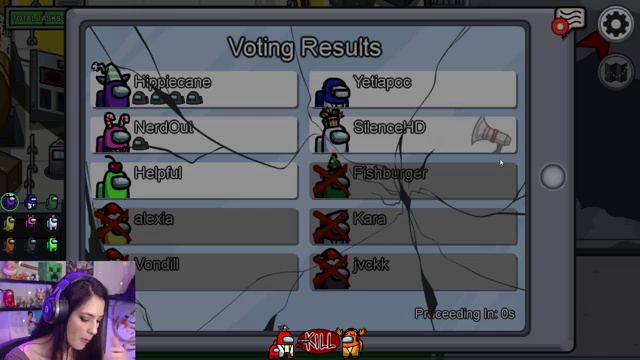 TOTAL TASKS
Voting Results
Hippiecane
Yetiapoc
NerdOut
SilenceHD
Helpful
Fishburger
alexia
Kara
Vondill
jvckk
Proceeding In: 0s
KILL